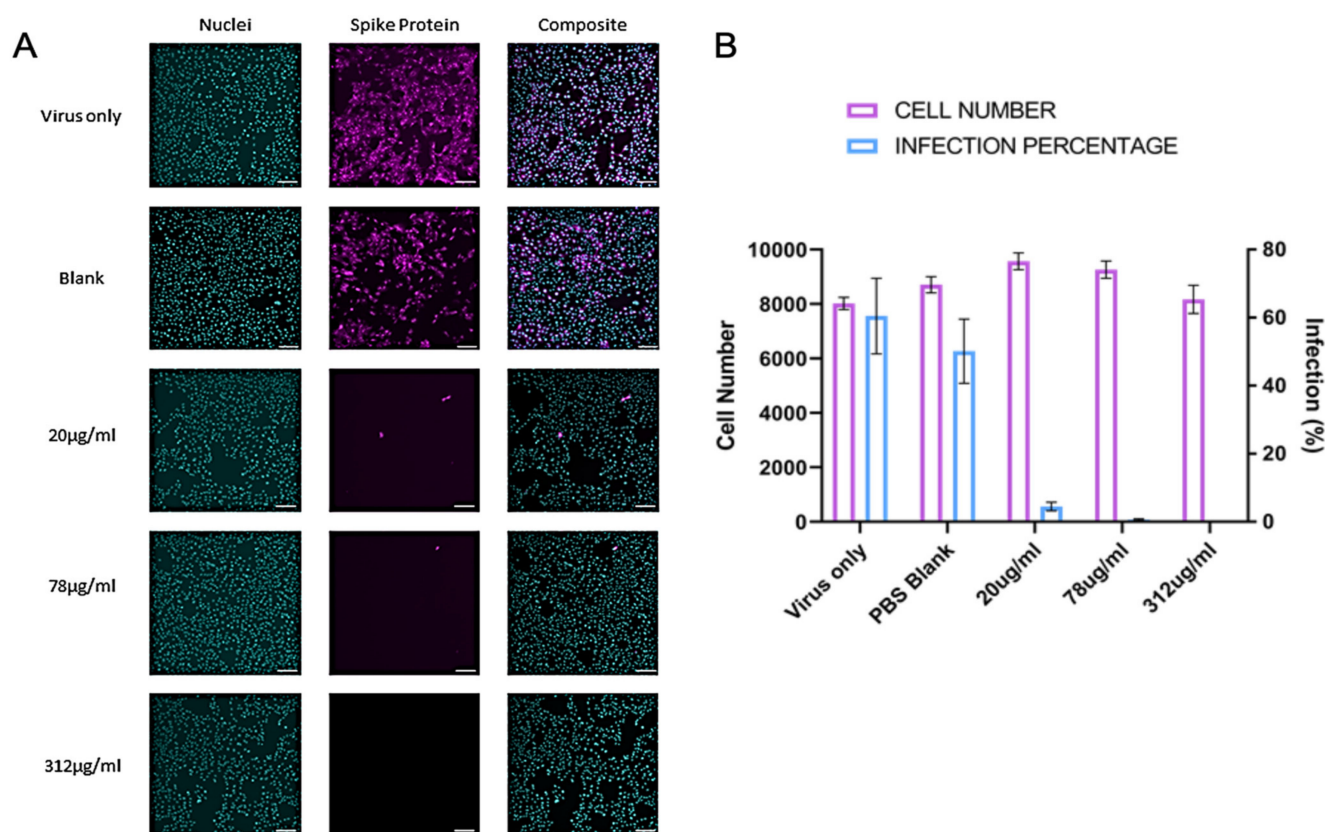 A
Nuclei Spike Protein Composite
Virus only
Blank
20µg/ml
78µg/ml
312µg/ml
B
CELL NUMBER
INFECTION PERCENTAGE
Cell Number
10000
8000
6000
4000
2000
0
Infection (%)
80
60
40
20
0
Virus only
PBS Blank
20ug/ml
78ug/ml
312ug/ml